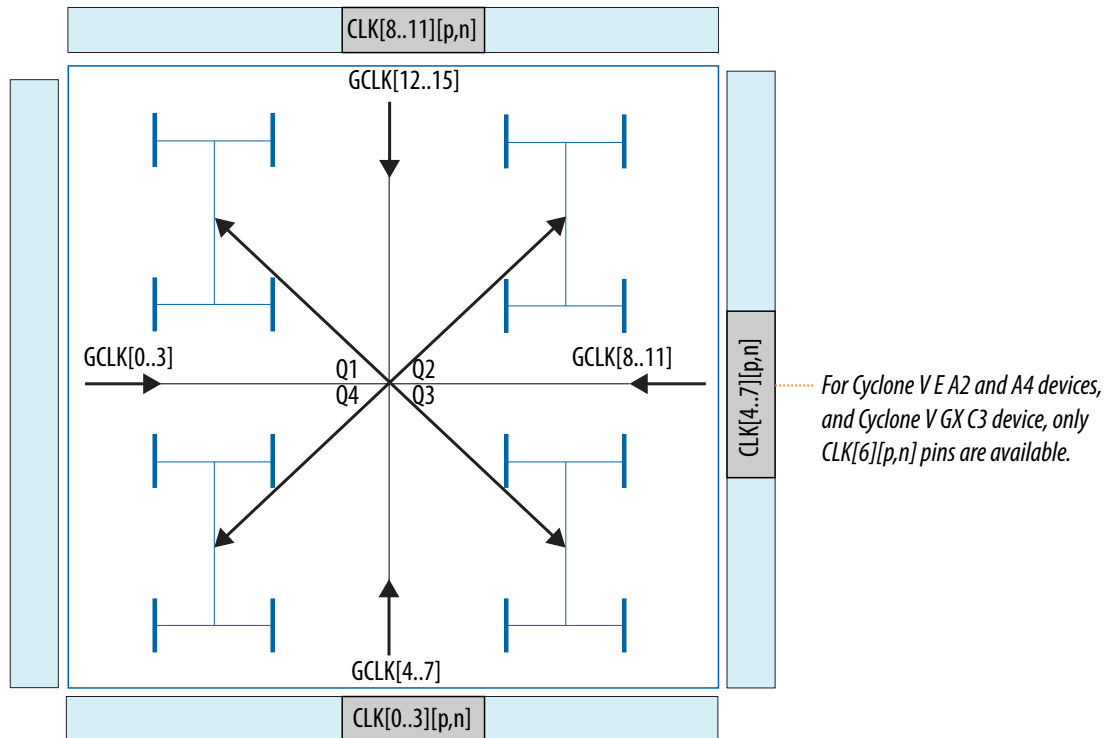 CLK[8..11][p,n]
GCLK[12..15]
GCLK[0..3]
Q1
Q2
GCLK[8..11]
Q4
Q3
CLK[4..7][p,n]
For Cyclone V E A2 and A4 devices,
and Cyclone V GX C3 device, only
CLK[6][p,n] pins are available.
GCLK[4..7]
CLK[0..3][p,n]